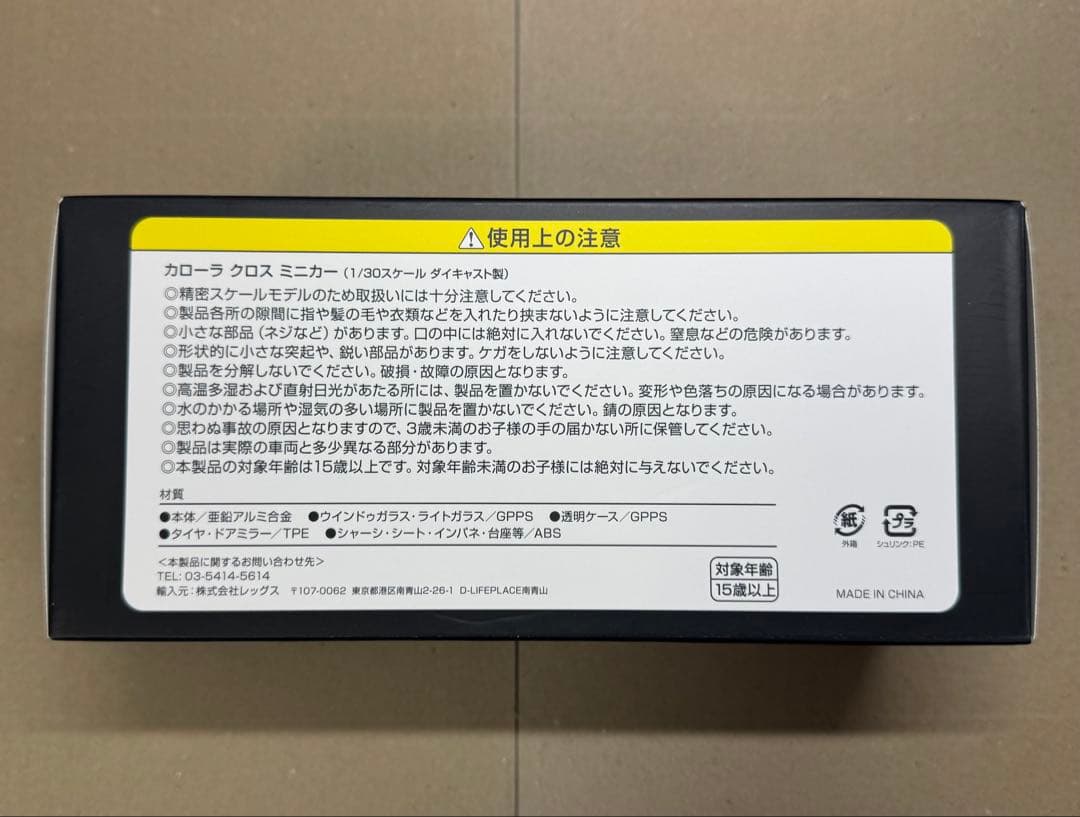 ⚠使用上の注意
カローラ クロス ミニカー（1/30スケール ダイキャスト製）
◎精密スケールモデルのため取扱いには十分注意してください。
◎製品各所の隙間に指や髪の毛や衣類などを入れたり挟まないように注意してください。
◎小さな部品（ネジなど）があります。口の中には絶対に入れないでください。窒息などの危険があります。
◎形状的に小さな突起や、鋭い部品があります。ケガをしないように注意してください。
◎製品を分解しないでください。破損・故障の原因となります。
◎高温多湿および直射日光があたる所には、製品を置かないでください。変形や色落ちの原因になる場合があります。
◎水のかかる場所や湿気の多い場所に製品を置かないでください。錆の原因となります。
◎思わぬ事故の原因となりますので、3歳未満のお子様の手の届かない所に保管してください。
◎製品は実際の車両と多少異なる部分があります。
◎本製品の対象年齢は15歳以上です。対象年齢未満のお子様には絶対に与えないでください。
材質
●本体／亜鉛アルミ合金 ●ウインドゥガラス・ライトガラス／GPPS ●透明ケース／GPPS
●タイヤ・ドアミラー／TPE ●シャーシ・シート・インパネ・台座等／ABS
紙
外箱
プラ
シュリンク:PE
＜本製品に関するお問い合わせ先＞
TEL: 03-5414-5614
輸入元：株式会社レッグス 〒107-0062 東京都港区南青山2-26-1 D-LIFEPLACE南青山
対象年齢
15歳以上
MADE IN CHINA